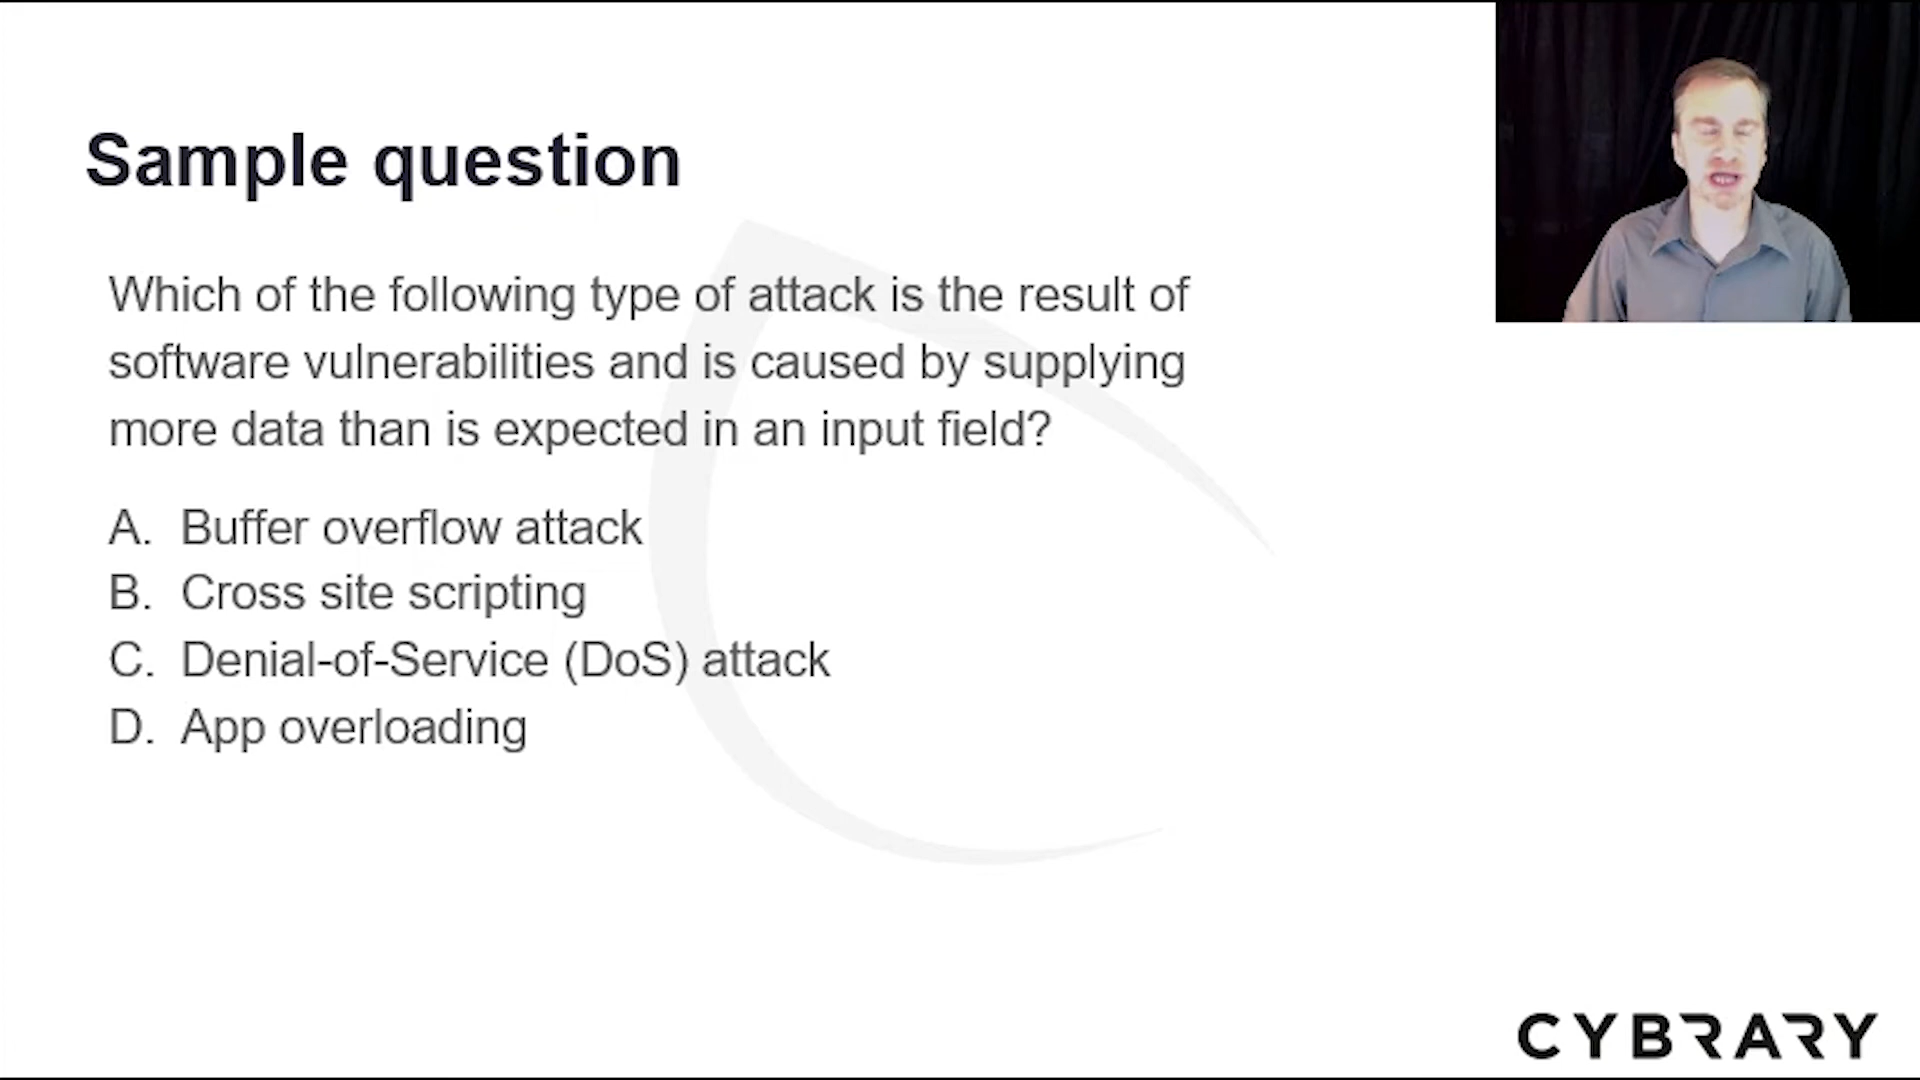 Sample question
Which of the following type of attack is the result of
software vulnerabilities and is caused by supplying
more data than is expected in an input field?
A. Buffer overflow attack
B. Cross site scripting
C. Denial-of-Service (DoS) attack
D. App overloading
CYBRARY